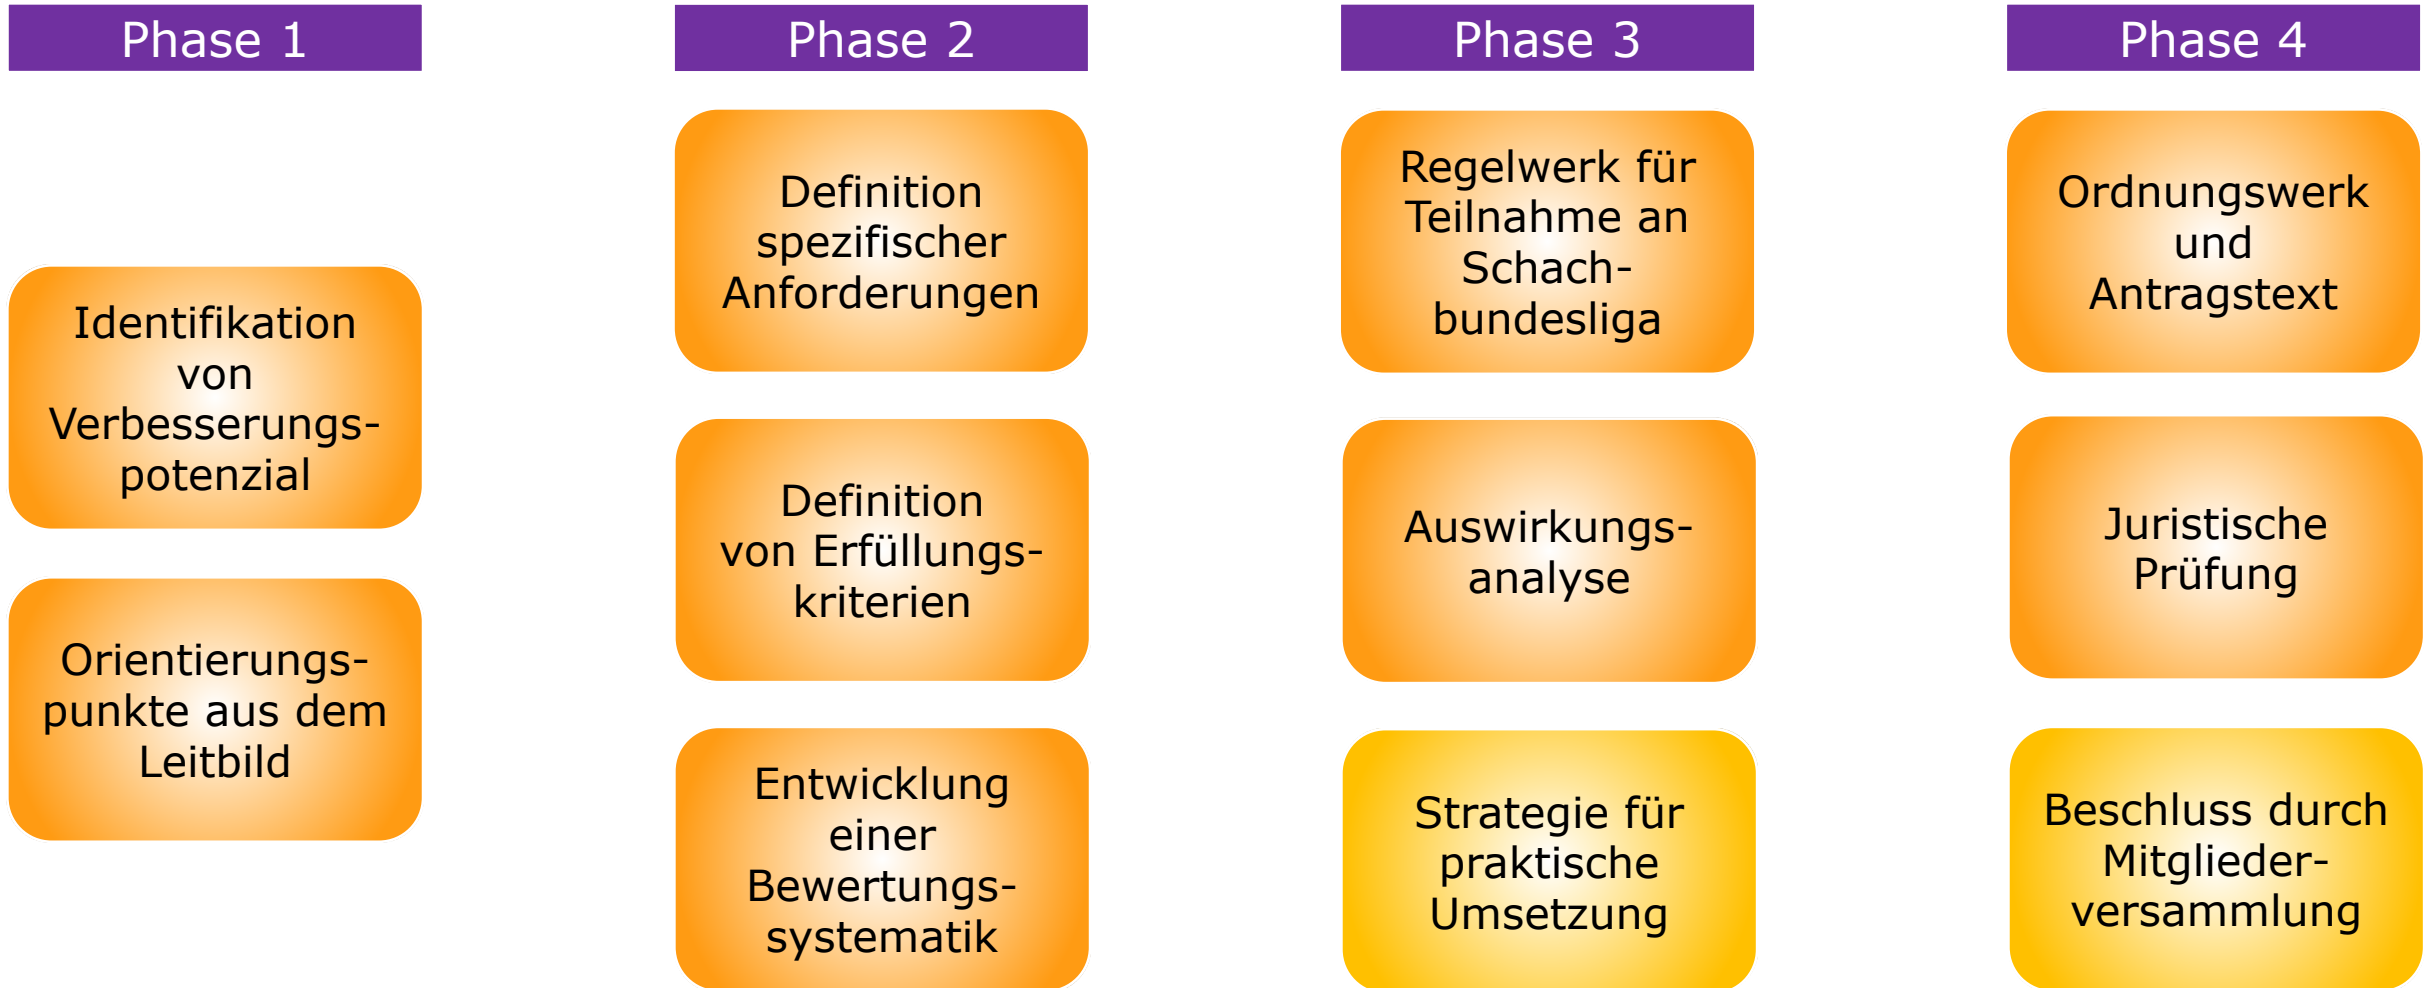 Phase 1
Identifikation
von
Verbesserungs-
potenzial
Orientierungs-
punkte aus dem
Leitbild
Phase 2
Definition
spezifischer
Anforderungen
Definition
von Erfüllungs-
kriterien
Entwicklung
einer
Bewertungs-
systematik
Phase 3
Regelwerk für
Teilnahme an
Schach-
bundesliga
Auswirkungs-
analyse
Strategie für
praktische
Umsetzung
Phase 4
Ordnungswerk
und
Antragstext
Juristische
Prüfung
Beschluss durch
Mitglieder-
versammlung